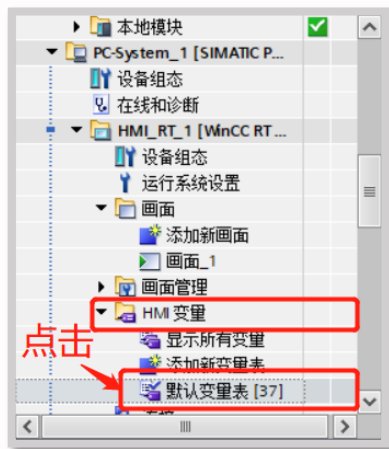 本地模块
PC-System_1 [SIMATIC P...
设备组态
在线和诊断
HMI_RT_1 [WinCC RT ...
设备组态
运行系统设置
画面
添加新画面
画面_1
画面管理
HMI 变量
点击
显示所有变量
添加新变量表
默认变量表 [37]
连接